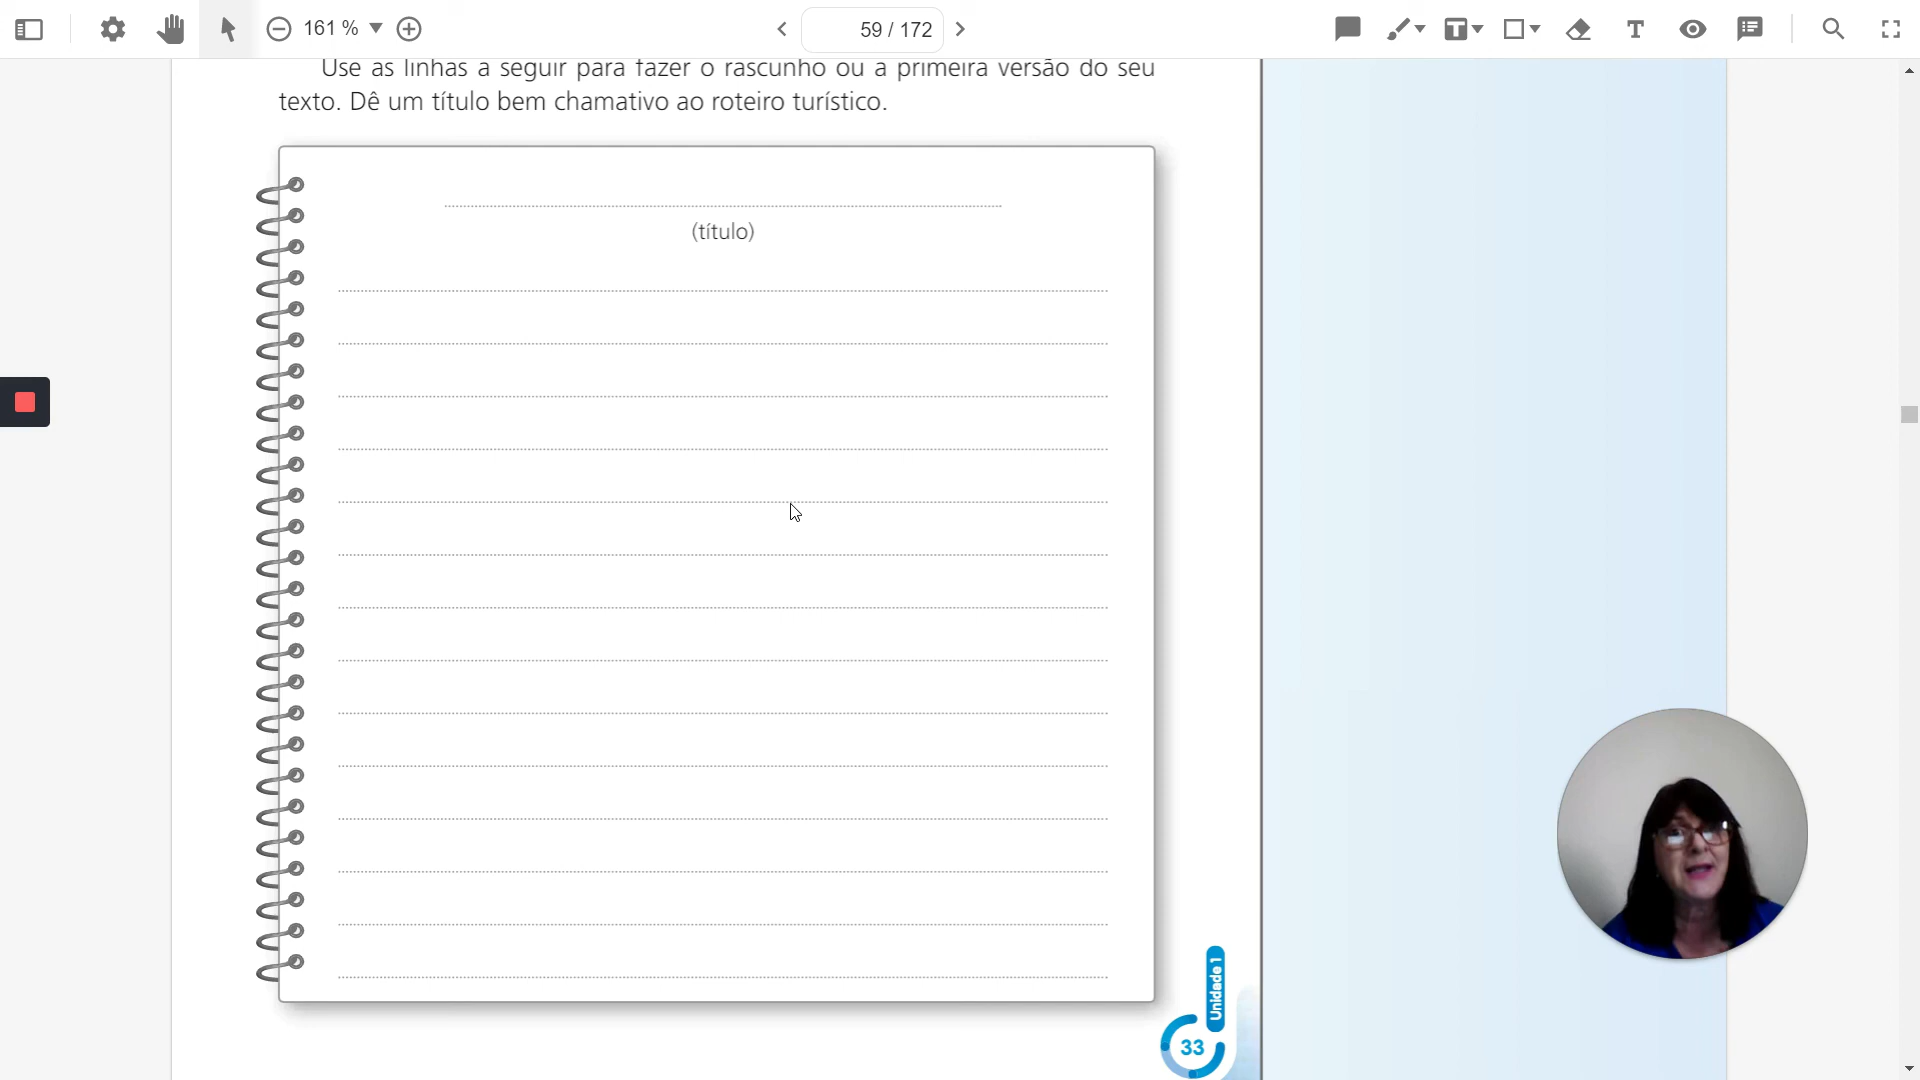 161 %
59 / 172
Use as linhas a seguir para fazer o rascunho ou a primeira versão do seu
texto. Dê um título bem chamativo ao roteiro turístico.
(título)
Unidade 1
33